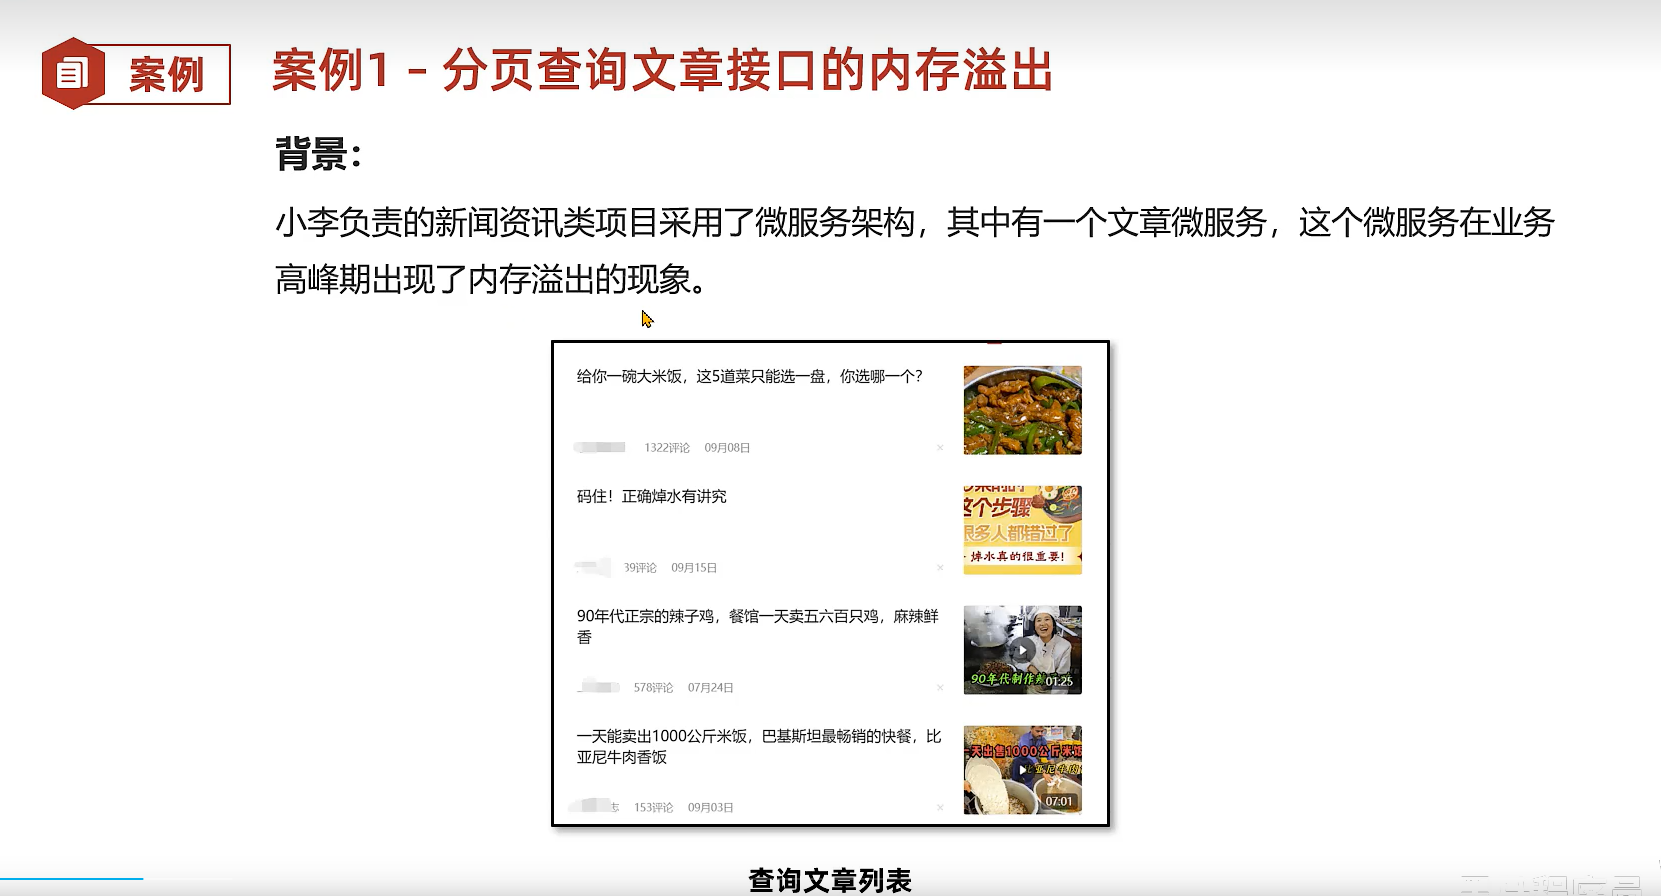 案例
案例1 - 分页查询文章接口的内存溢出
背景：
小李负责的新闻资讯类项目采用了微服务架构，其中有一个文章微服务，这个微服务在业务
高峰期出现了内存溢出的现象。
给你一碗大米饭，这5道菜只能选一盘，你选哪一个？
1322评论 09月08日
码住！正确焯水有讲究
这个步骤
很多人都错过了
焯水真的很重要！
39评论 09月15日
90年代正宗的辣子鸡，餐馆一天卖五六百只鸡，麻辣鲜
香
90年代制作
01:25
578评论 07月24日
一天能卖出1000公斤米饭，巴基斯坦最畅销的快餐，比
亚尼牛肉香饭
一天出售1000公斤米饭
比亚尼牛肉
07:01
153评论 09月03日
查询文章列表